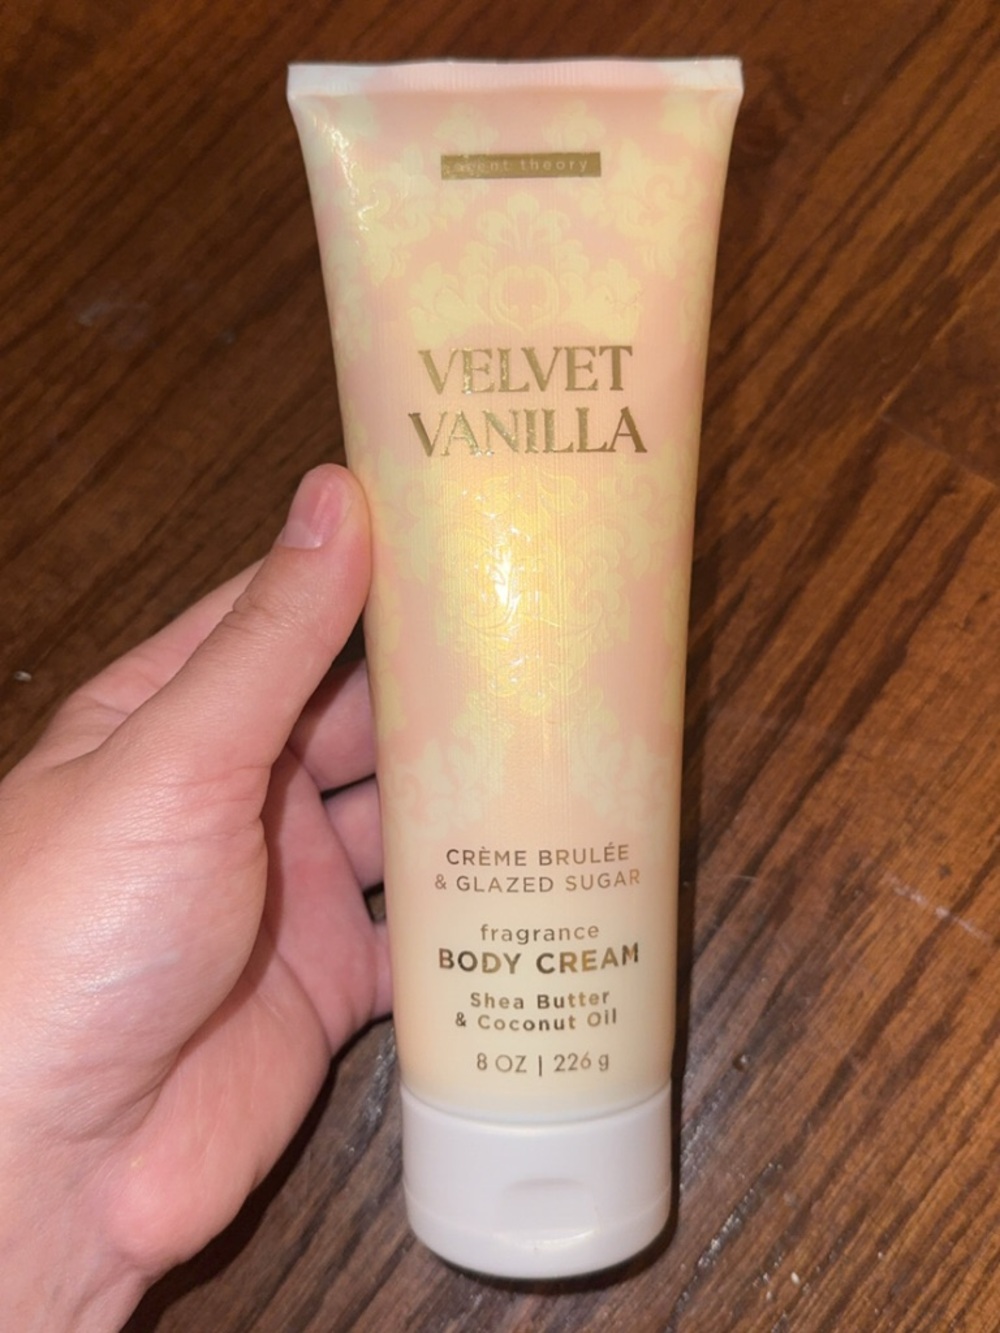 scent theory
VELVET
VANILLA
CRÈME BRULÉE
& GLAZED SUGAR
fragrance
BODY CREAM
Shea Butter
& Coconut Oil
8 OZ | 226 g